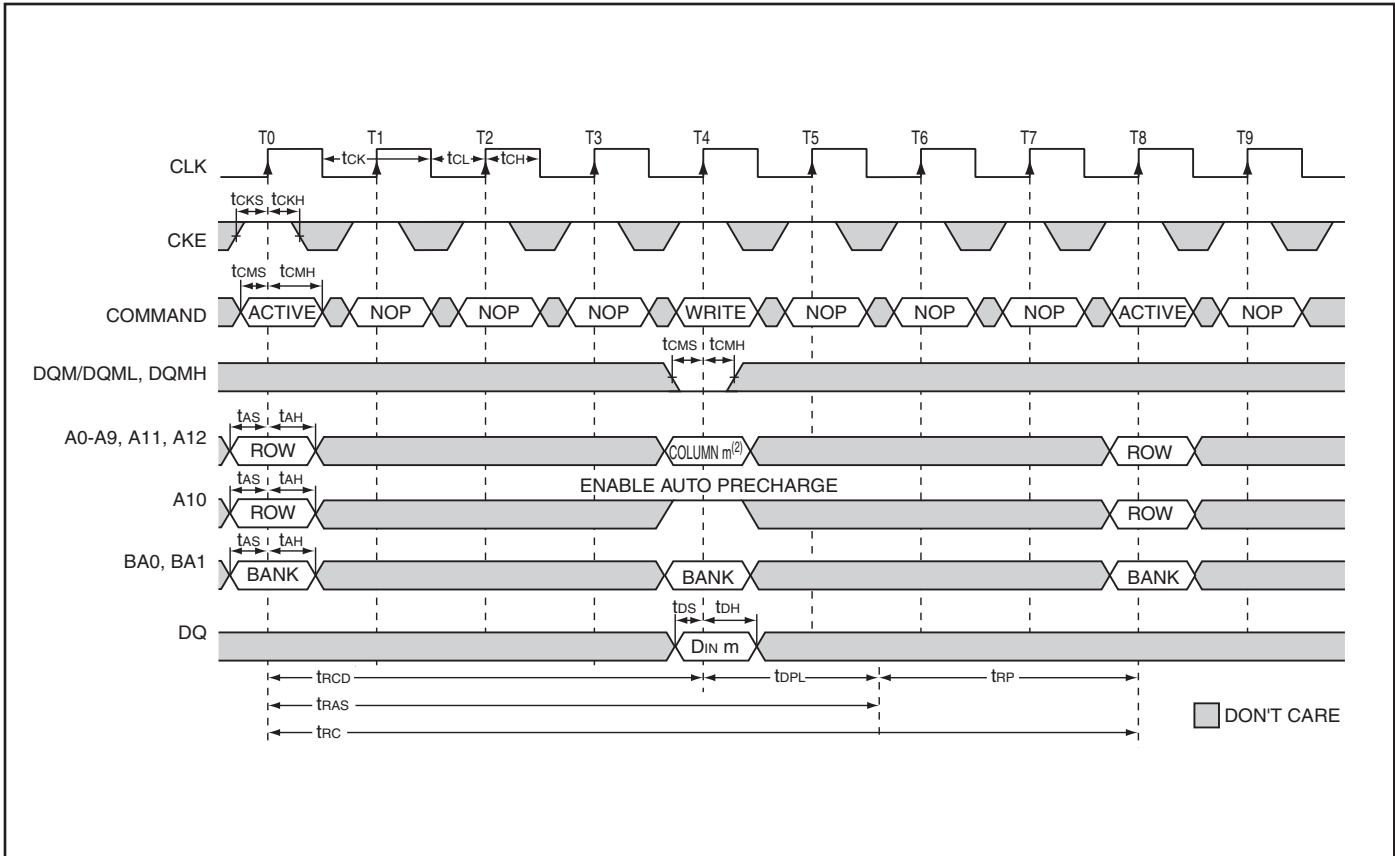 T0 T1 T2 T3 T4 T5 T6 T7 T8 T9
CLK tCK tCL tCH
tCKS tCKH
CKE
tCMS tCMH
COMMAND ACTIVE NOP NOP NOP WRITE NOP NOP NOP ACTIVE NOP
tCMS tCMH
DQM/DQML, DQMH
tAS tAH
A0-A9, A11, A12 ROW COLUMN m(2) ROW
tAS tAH ENABLE AUTO PRECHARGE
A10 ROW ROW
tAS tAH
BA0, BA1 BANK BANK BANK
tDS tDH
DQ DIN m
tRCD tDPL tRP
tRAS
DON'T CARE
tRC